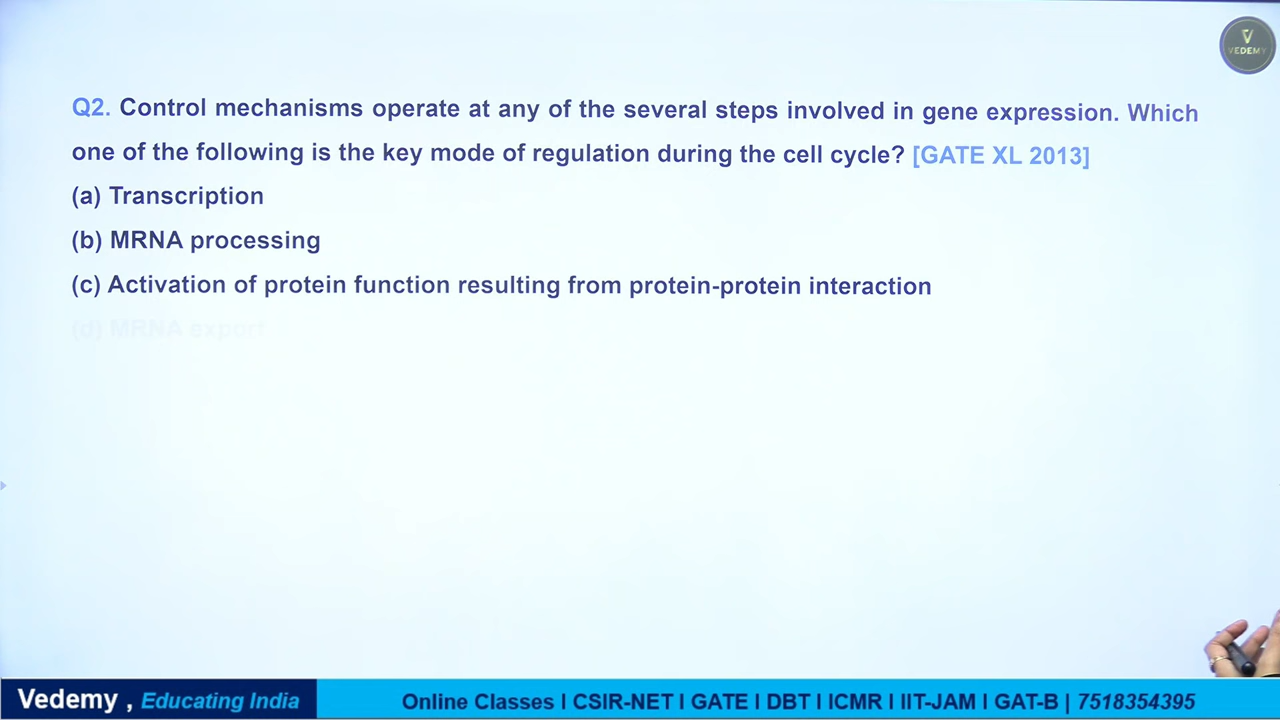 V
VEDEMY
Q2. Control mechanisms operate at any of the several steps involved in gene expression. Which
one of the following is the key mode of regulation during the cell cycle? [GATE XL 2013]
(a) Transcription
(b) MRNA processing
(c) Activation of protein function resulting from protein-protein interaction
(d) MRNA export
Vedemy , Educating India
Online Classes I CSIR-NET I GATE I DBT I ICMR I IIT-JAM I GAT-B | 7518354395